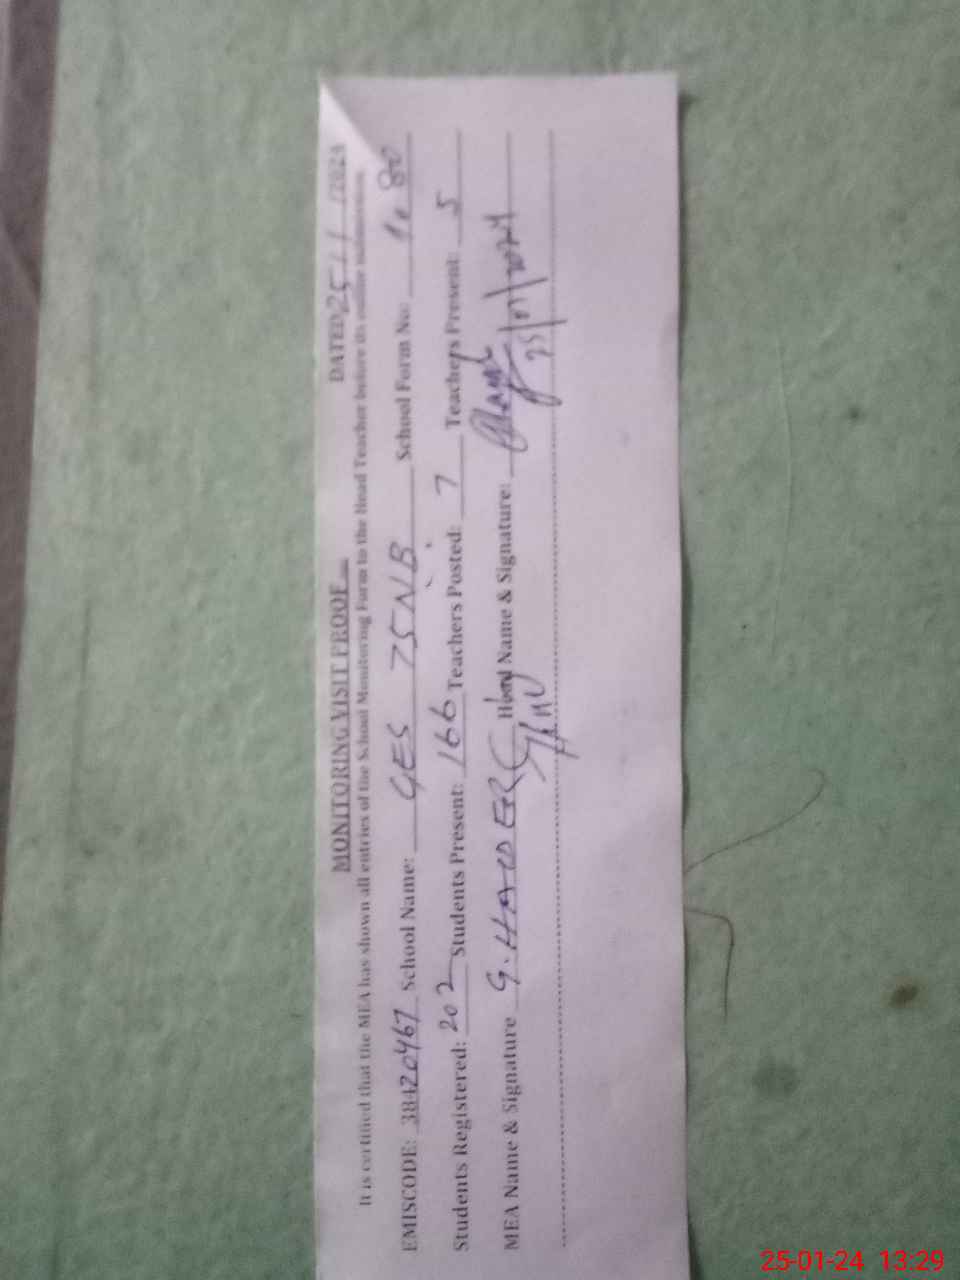 MONITORING VISIT PROOF DATED 25/1/2024
It is certified that the MEA has shown all entries of the School Monitoring Form to the Head Teacher before its online submission.
EMISCODE: 38420467 School Name: GES 75NB School Form No:
Students Registered: 202 Students Present: 166 Teachers Posted: 7 Teachers Present: 5
MEA Name & Signature G. HAIDER Head Name & Signature:
25/01/2024
25-01-24 13:29